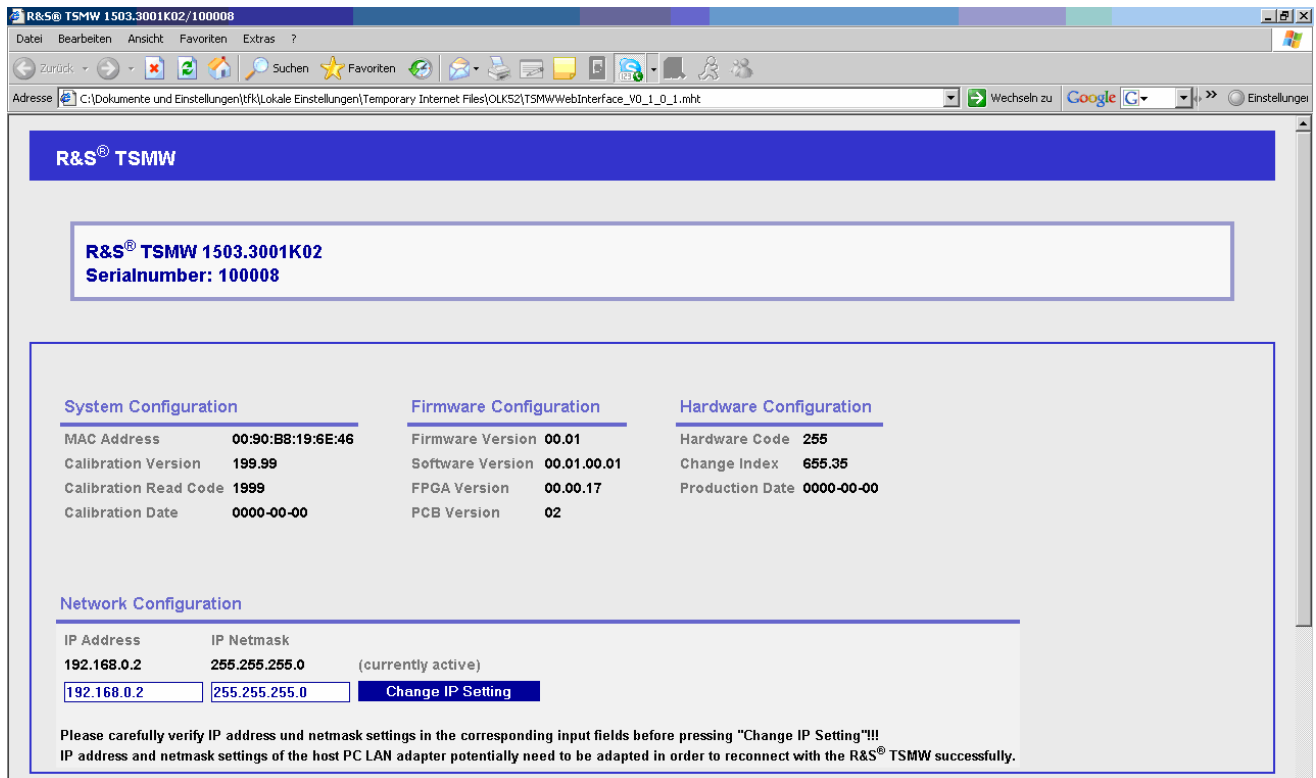 R&S® TSMW 1503.3001K02/100008
Datei Bearbeiten Ansicht Favoriten Extras ?
Zurück Suchen Favoriten
Adresse C:\Dokumente und Einstellungen\tfk\Lokale Einstellungen\Temporary Internet Files\OLK52\TSMWWebInterface_V0_1_0_1.mht Wechseln zu Google G Einstellungen
R&S® TSMW
R&S® TSMW 1503.3001K02
Serialnumber: 100008
System Configuration Firmware Configuration Hardware Configuration
MAC Address 00:90:B8:19:6E:46 Firmware Version 00.01 Hardware Code 255
Calibration Version 199.99 Software Version 00.01.00.01 Change Index 655.35
Calibration Read Code 1999 FPGA Version 00.00.17 Production Date 0000-00-00
Calibration Date 0000-00-00 PCB Version 02
Network Configuration
IP Address IP Netmask
192.168.0.2 255.255.255.0 (currently active)
192.168.0.2 255.255.255.0 Change IP Setting
Please carefully verify IP address und netmask settings in the corresponding input fields before pressing "Change IP Setting"!!!
IP address and netmask settings of the host PC LAN adapter potentially need to be adapted in order to reconnect with the R&S® TSMW successfully.